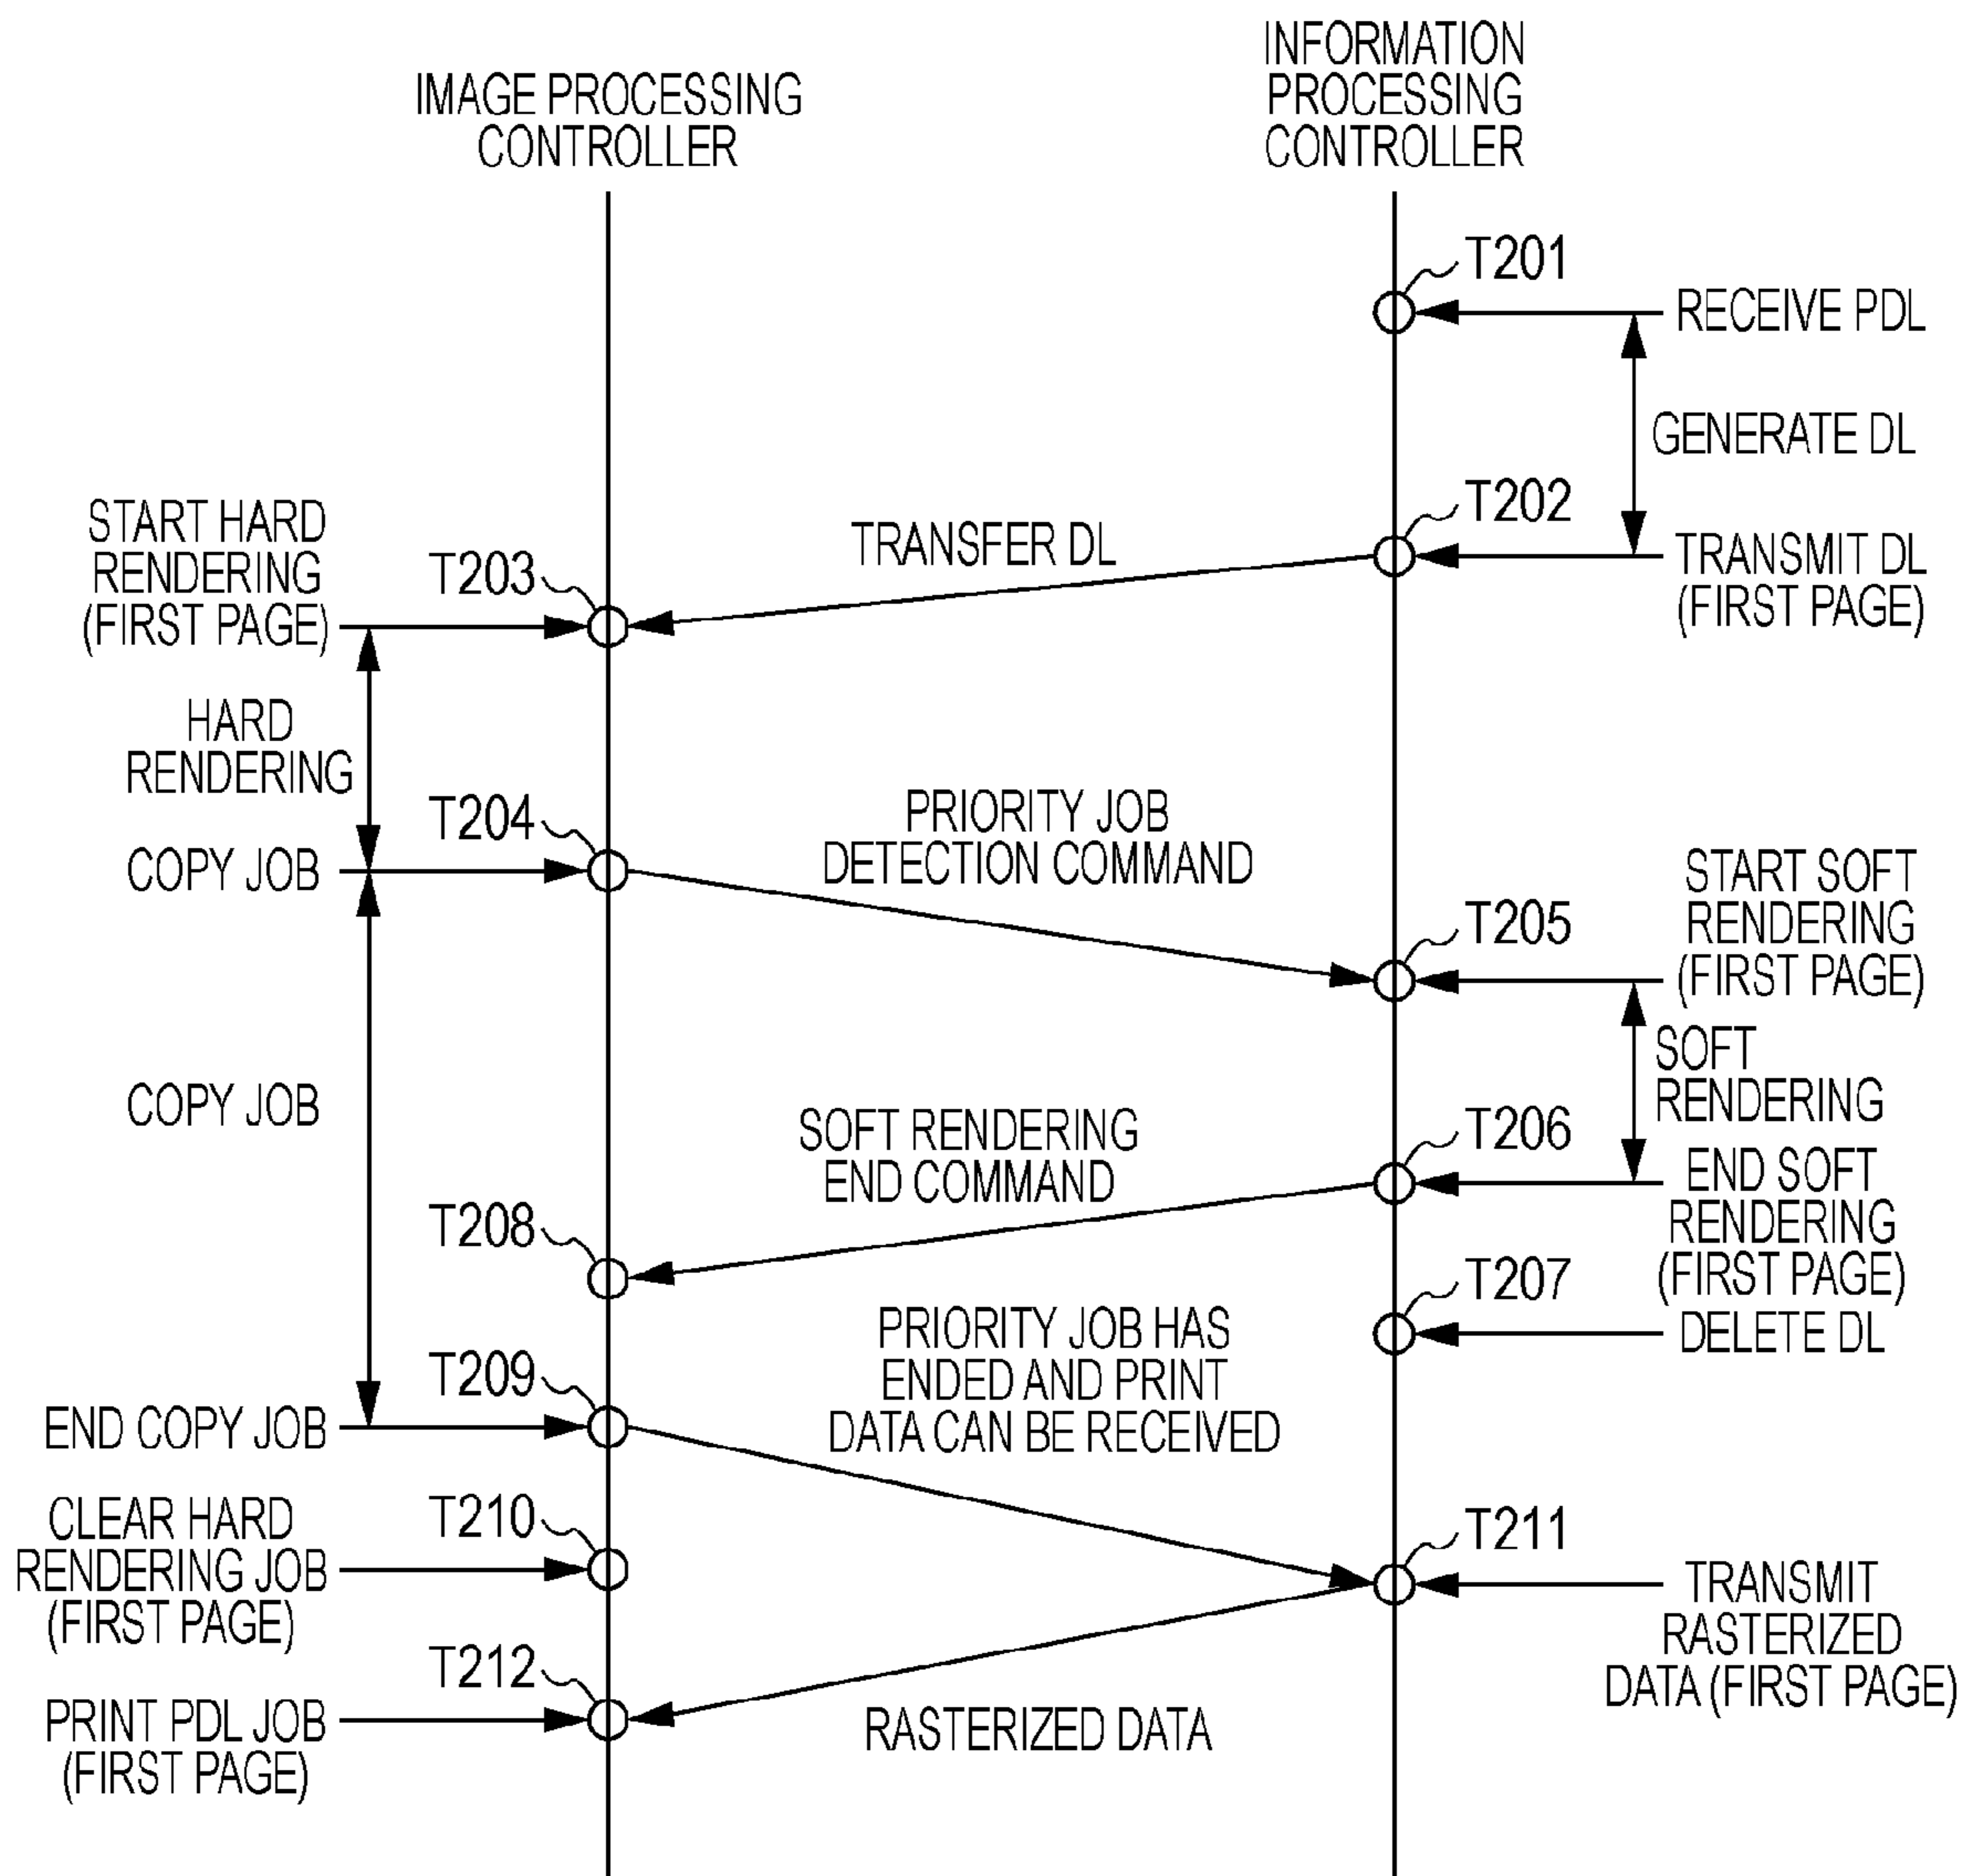 IMAGE PROCESSING
CONTROLLER
INFORMATION
PROCESSING
CONTROLLER
T201
RECEIVE PDL
GENERATE DL
T202
TRANSMIT DL
(FIRST PAGE)
TRANSFER DL
START HARD
RENDERING
(FIRST PAGE)
T203
HARD
RENDERING
T204
COPY JOB
PRIORITY JOB
DETECTION COMMAND
T205
START SOFT
RENDERING
(FIRST PAGE)
SOFT
RENDERING
COPY JOB
T206
SOFT RENDERING
END COMMAND
END SOFT
RENDERING
(FIRST PAGE)
T208
T207
DELETE DL
PRIORITY JOB HAS
ENDED AND PRINT
DATA CAN BE RECEIVED
T209
END COPY JOB
T210
CLEAR HARD
RENDERING JOB
(FIRST PAGE)
T211
TRANSMIT
RASTERIZED
DATA (FIRST PAGE)
T212
PRINT PDL JOB
(FIRST PAGE)
RASTERIZED DATA